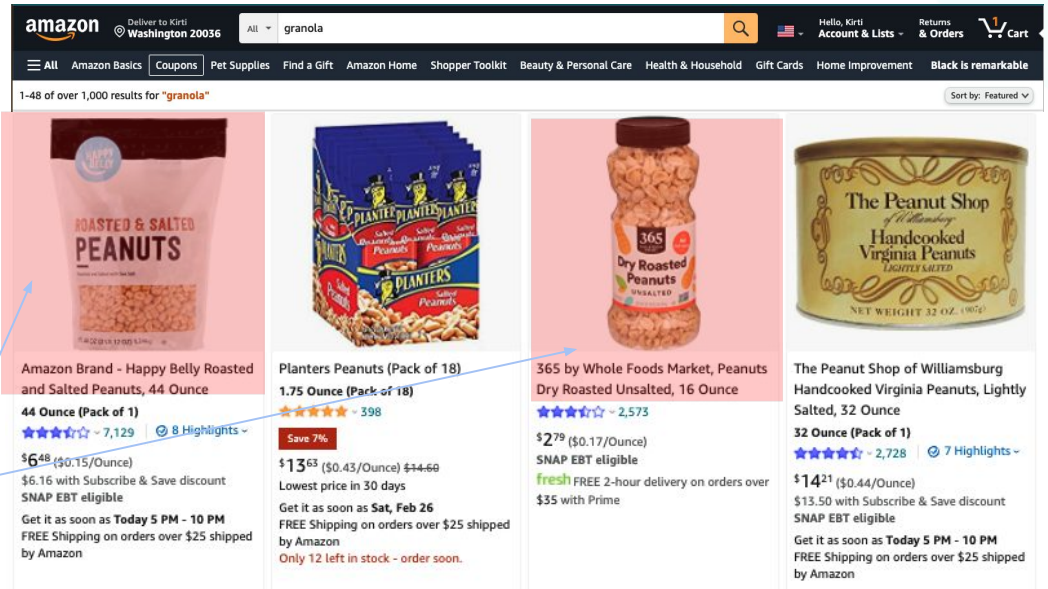 amazon
Deliver to Kirti
Washington 20036
All
granola
Hello, Kirti
Account & Lists
Returns
& Orders
1
Cart
All Amazon Basics Coupons Pet Supplies Find a Gift Amazon Home Shopper Toolkit Beauty & Personal Care Health & Household Gift Cards Home Improvement Black is remarkable
1-48 of over 1,000 results for "granola"
Sort by: Featured
HAPPY
BELLY
ROASTED & SALTED
PEANUTS
Amazon Brand - Happy Belly Roasted
and Salted Peanuts, 44 Ounce
44 Ounce (Pack of 1)
7,129
8 Highlights
$648 ($0.15/Ounce)
$6.16 with Subscribe & Save discount
SNAP EBT eligible
Get it as soon as Today 5 PM - 10 PM
FREE Shipping on orders over $25 shipped
by Amazon
PLANTERS PLANTERS PLANTERS
Salted
Peanuts
PLANTERS
Salted
Peanuts
Planters Peanuts (Pack of 18)
1.75 Ounce (Pack of 18)
398
Save 7%
$1363 ($0.43/Ounce) $14.60
Lowest price in 30 days
Get it as soon as Sat, Feb 26
FREE Shipping on orders over $25 shipped
by Amazon
Only 12 left in stock - order soon.
365
Dry Roasted
Peanuts
UNSALTED
365 by Whole Foods Market, Peanuts
Dry Roasted Unsalted, 16 Ounce
2,573
$279 ($0.17/Ounce)
SNAP EBT eligible
fresh FREE 2-hour delivery on orders over
$35 with Prime
The Peanut Shop
of Williamsburg
Handcooked
Virginia Peanuts
LIGHTLY SALTED
NET WEIGHT 32 OZ. (907g)
The Peanut Shop of Williamsburg
Handcooked Virginia Peanuts, Lightly
Salted, 32 Ounce
32 Ounce (Pack of 1)
2,728
7 Highlights
$1421 ($0.44/Ounce)
$13.50 with Subscribe & Save discount
SNAP EBT eligible
Get it as soon as Today 5 PM - 10 PM
FREE Shipping on orders over $25 shipped
by Amazon